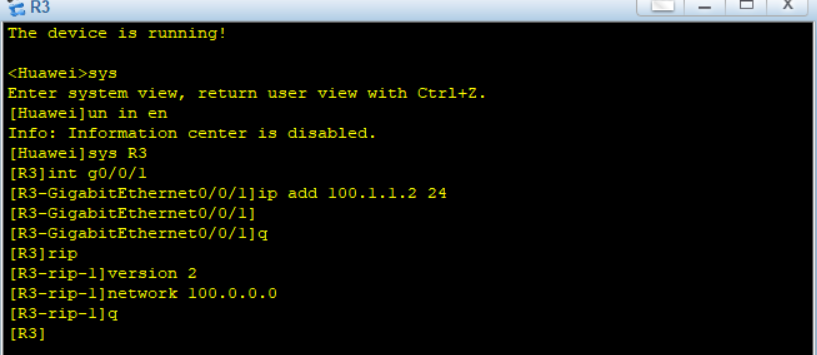 R3
The device is running!
<Huawei>sys
Enter system view, return user view with Ctrl+Z.
[Huawei]un in en
Info: Information center is disabled.
[Huawei]sys R3
[R3]int g0/0/1
[R3-GigabitEthernet0/0/1]ip add 100.1.1.2 24
[R3-GigabitEthernet0/0/1]
[R3-GigabitEthernet0/0/1]q
[R3]rip
[R3-rip-1]version 2
[R3-rip-1]network 100.0.0.0
[R3-rip-1]q
[R3]